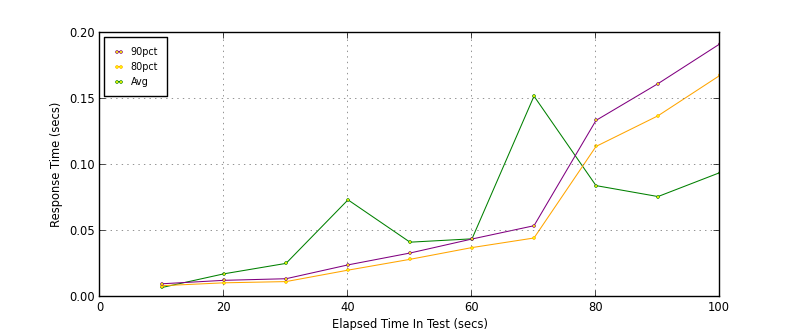 0.20
90pct
80pct
Avg
0.15
0.10
0.05
0.00
Response Time (secs)
0 20 40 60 80 100
Elapsed Time In Test (secs)